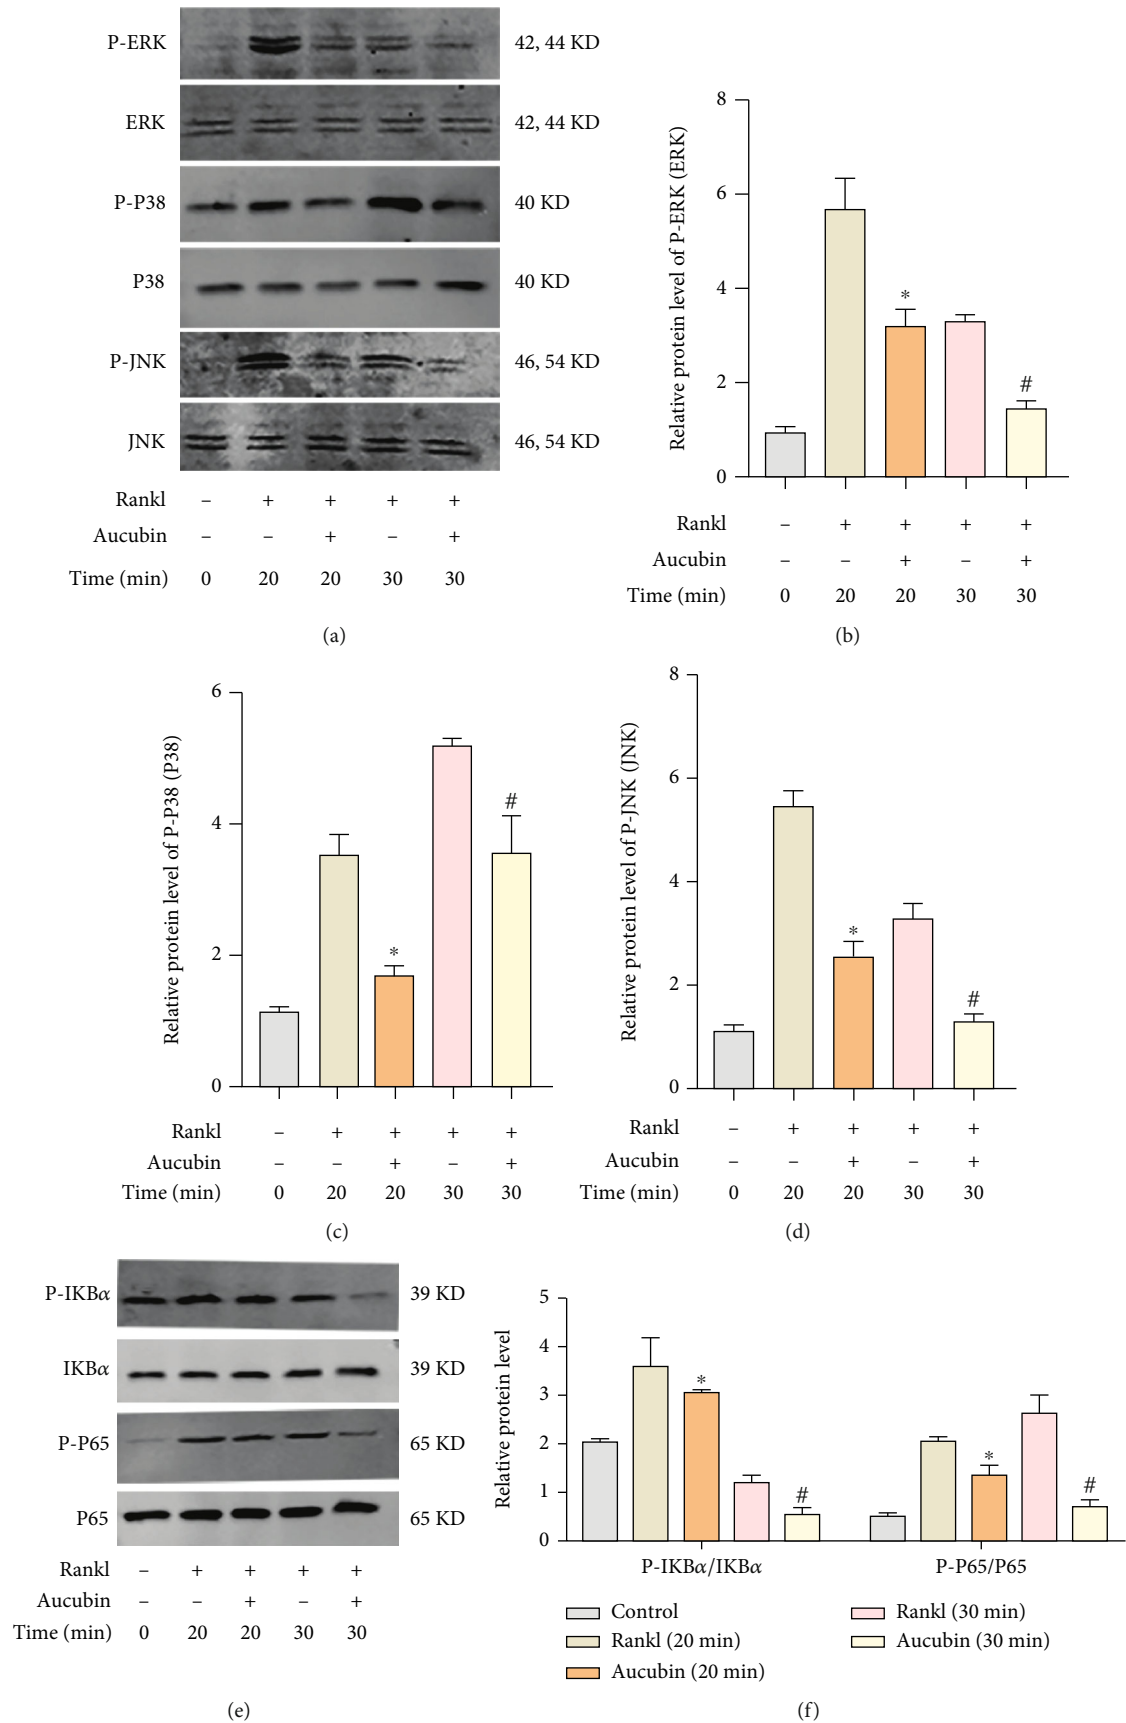 P-ERK 42, 44 KD
ERK 42, 44 KD
P-P38 40 KD
P38 40 KD
P-JNK 46, 54 KD
JNK 46, 54 KD
Rankl – + + + +
Aucubin – – + – +
Time (min) 0 20 20 30 30
(a)
Relative protein level of P-ERK (ERK)
8
6
4
2
0
*
#
Rankl – + + + +
Aucubin – – + – +
Time (min) 0 20 20 30 30
(b)
Relative protein level of P-P38 (P38)
6
4
2
0
*
#
Rankl – + + + +
Aucubin – – + – +
Time (min) 0 20 20 30 30
(c)
Relative protein level of P-JNK (JNK)
8
6
4
2
0
*
#
Rankl – + + + +
Aucubin – – + – +
Time (min) 0 20 20 30 30
(d)
P-IKBα 39 KD
IKBα 39 KD
P-P65 65 KD
P65 65 KD
Rankl – + + + +
Aucubin – – + – +
Time (min) 0 20 20 30 30
(e)
Relative protein level
5
4
3
2
1
0
*
#
*
#
P-IKBα/IKBα P-P65/P65
Control Rankl (30 min)
Rankl (20 min) Aucubin (30 min)
Aucubin (20 min)
(f)